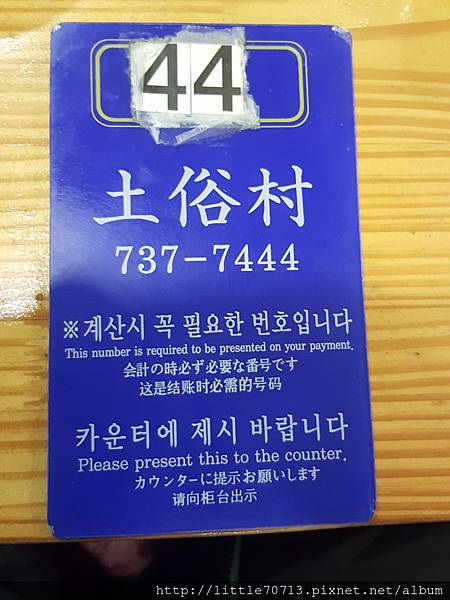 44
土俗村
737-7444
※계산시 꼭 필요한 번호입니다
This number is required to be presented on your payment.
会計の時必ず必要な番号です
这是结账时必需的号码
카운터에 제시 바랍니다
Please present this to the counter.
カウンターに提示お願いします
请向柜台出示
http://little70713.pixnet.net/album